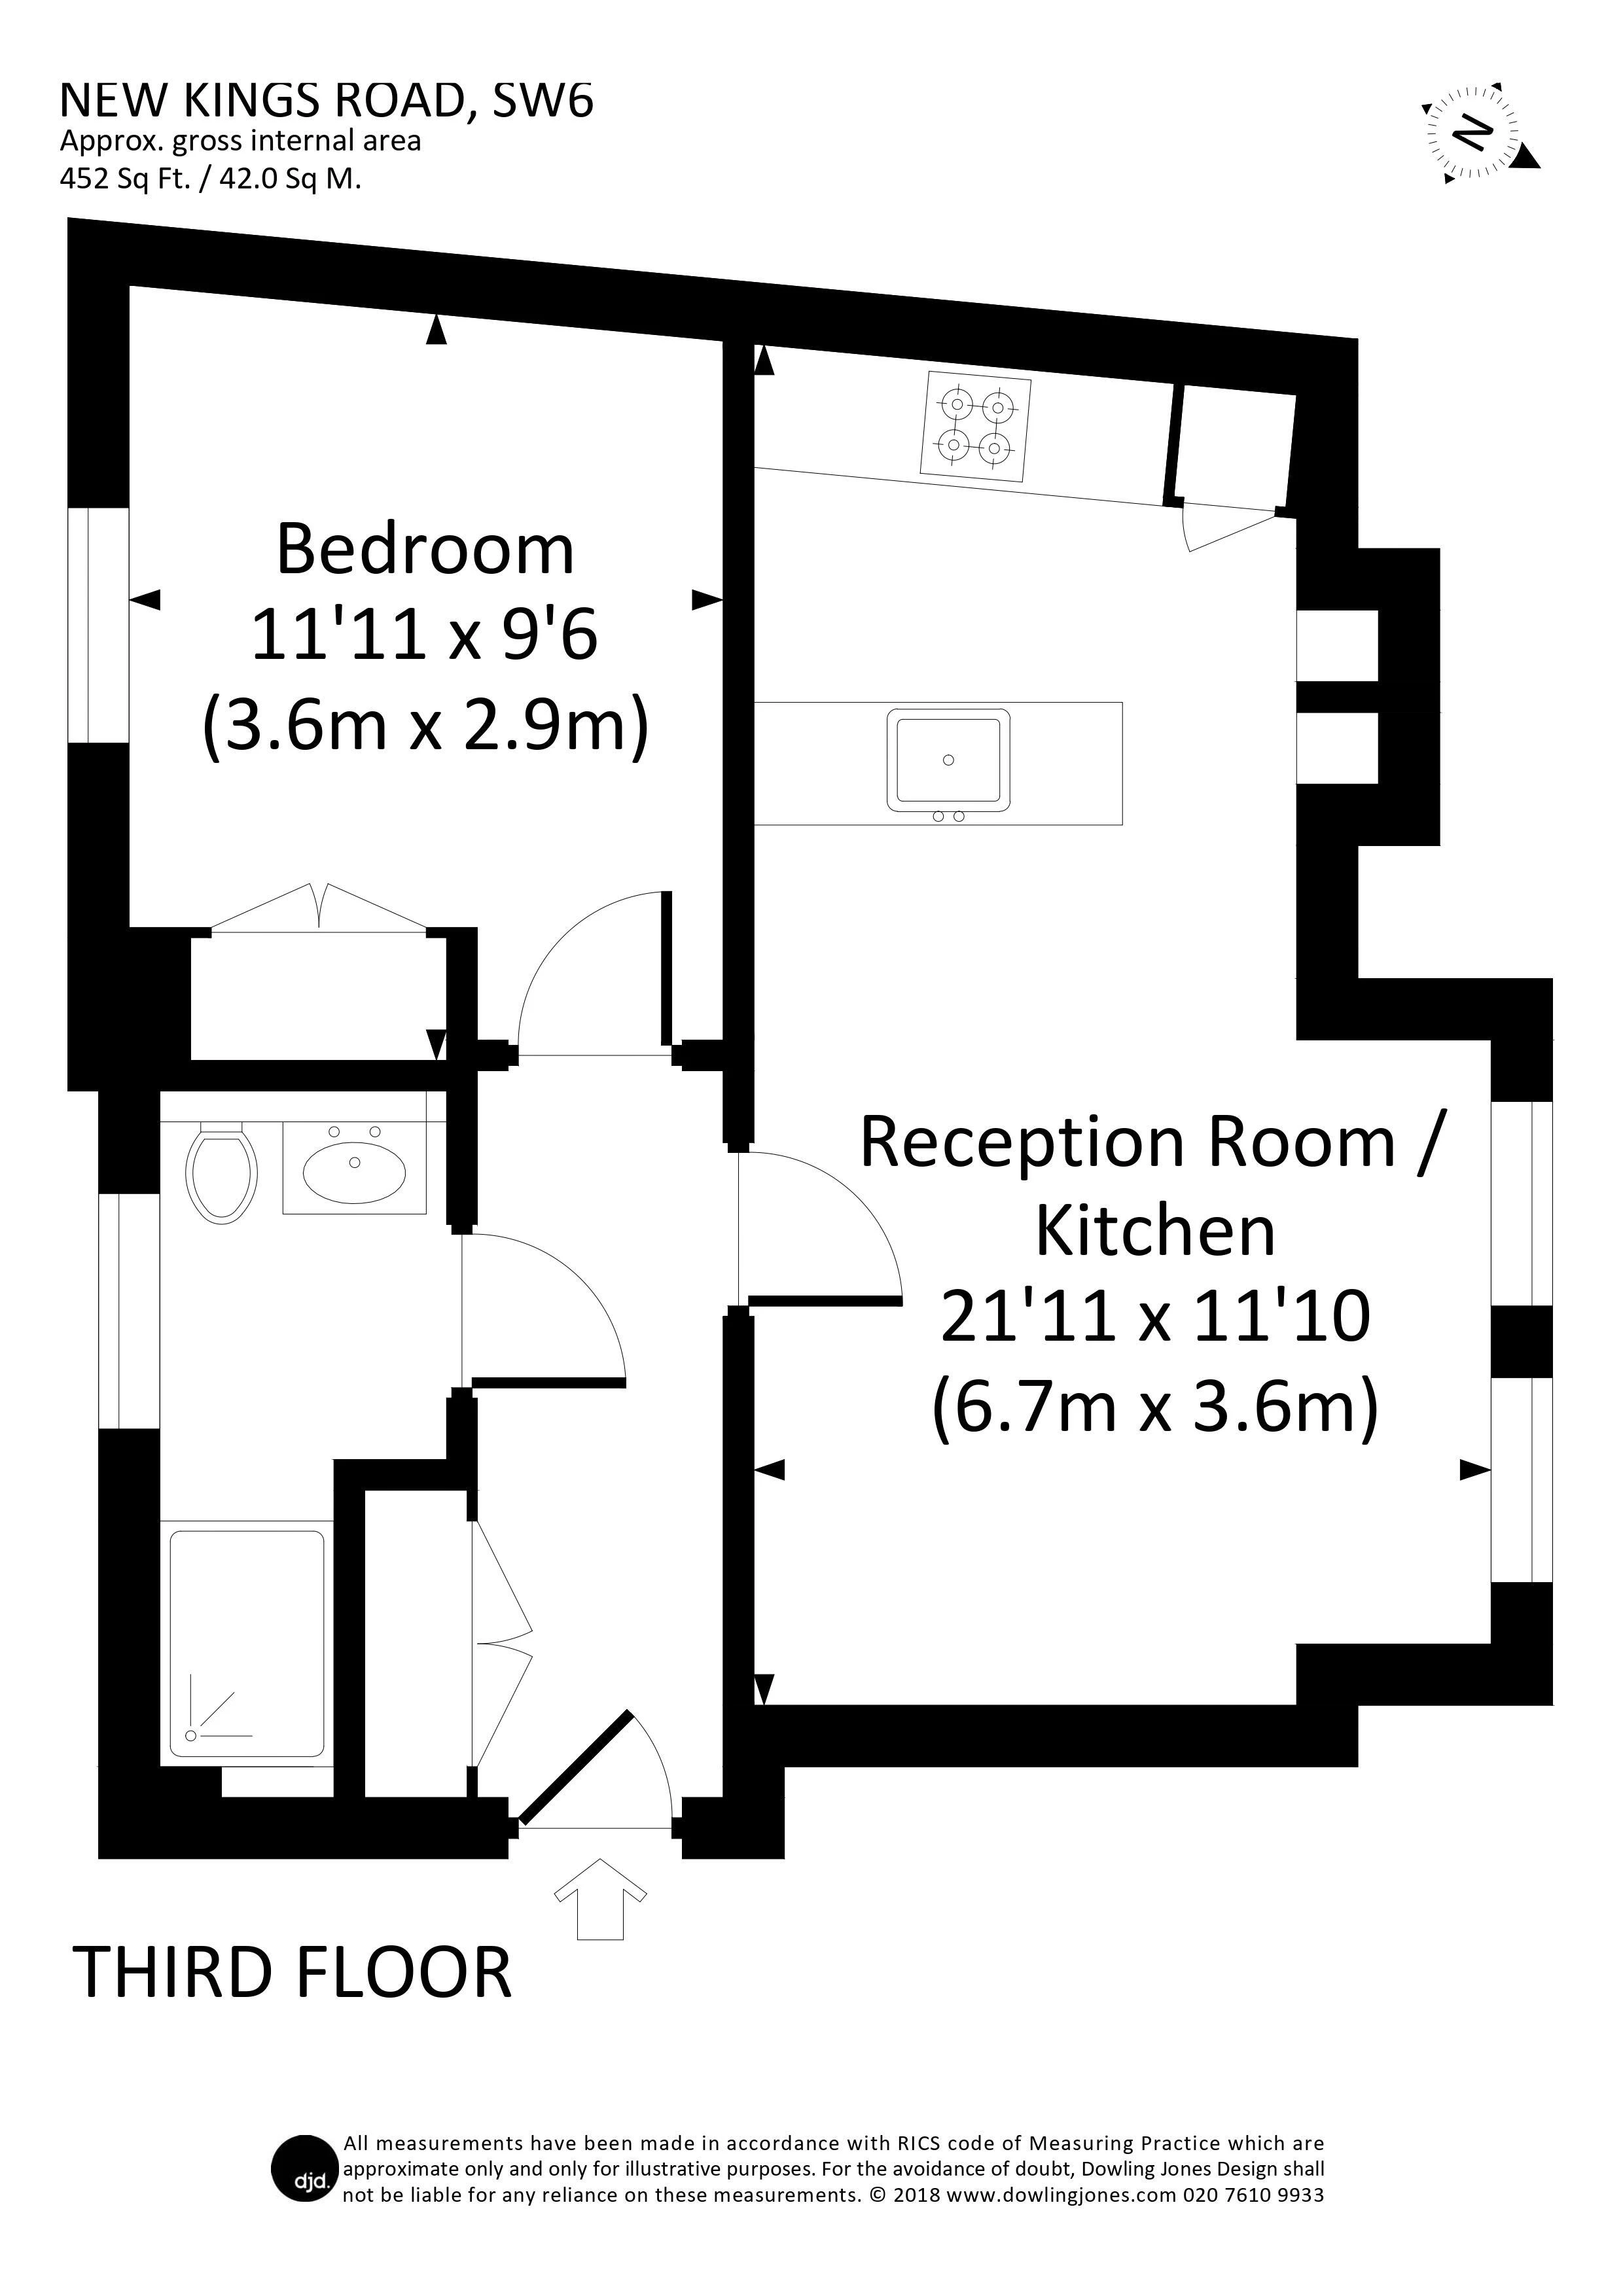 NEW KINGS ROAD, SW6
Approx. gross internal area
452 Sq Ft. / 42.0 Sq M.
N
Bedroom
11'11 x 9'6
(3.6m x 2.9m)
Reception Room /
Kitchen
21'11 x 11'10
(6.7m x 3.6m)
THIRD FLOOR
djd.
All measurements have been made in accordance with RICS code of Measuring Practice which are
approximate only and only for illustrative purposes. For the avoidance of doubt, Dowling Jones Design shall
not be liable for any reliance on these measurements. © 2018 www.dowlingjones.com 020 7610 9933